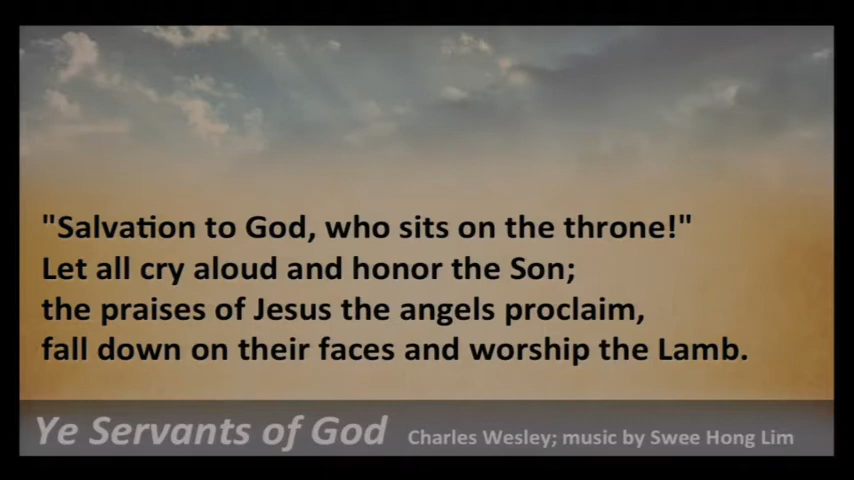 "Salvation to God, who sits on the throne!"
Let all cry aloud and honor the Son;
the praises of Jesus the angels proclaim,
fall down on their faces and worship the Lamb.
Ye Servants of God Charles Wesley; music by Swee Hong Lim